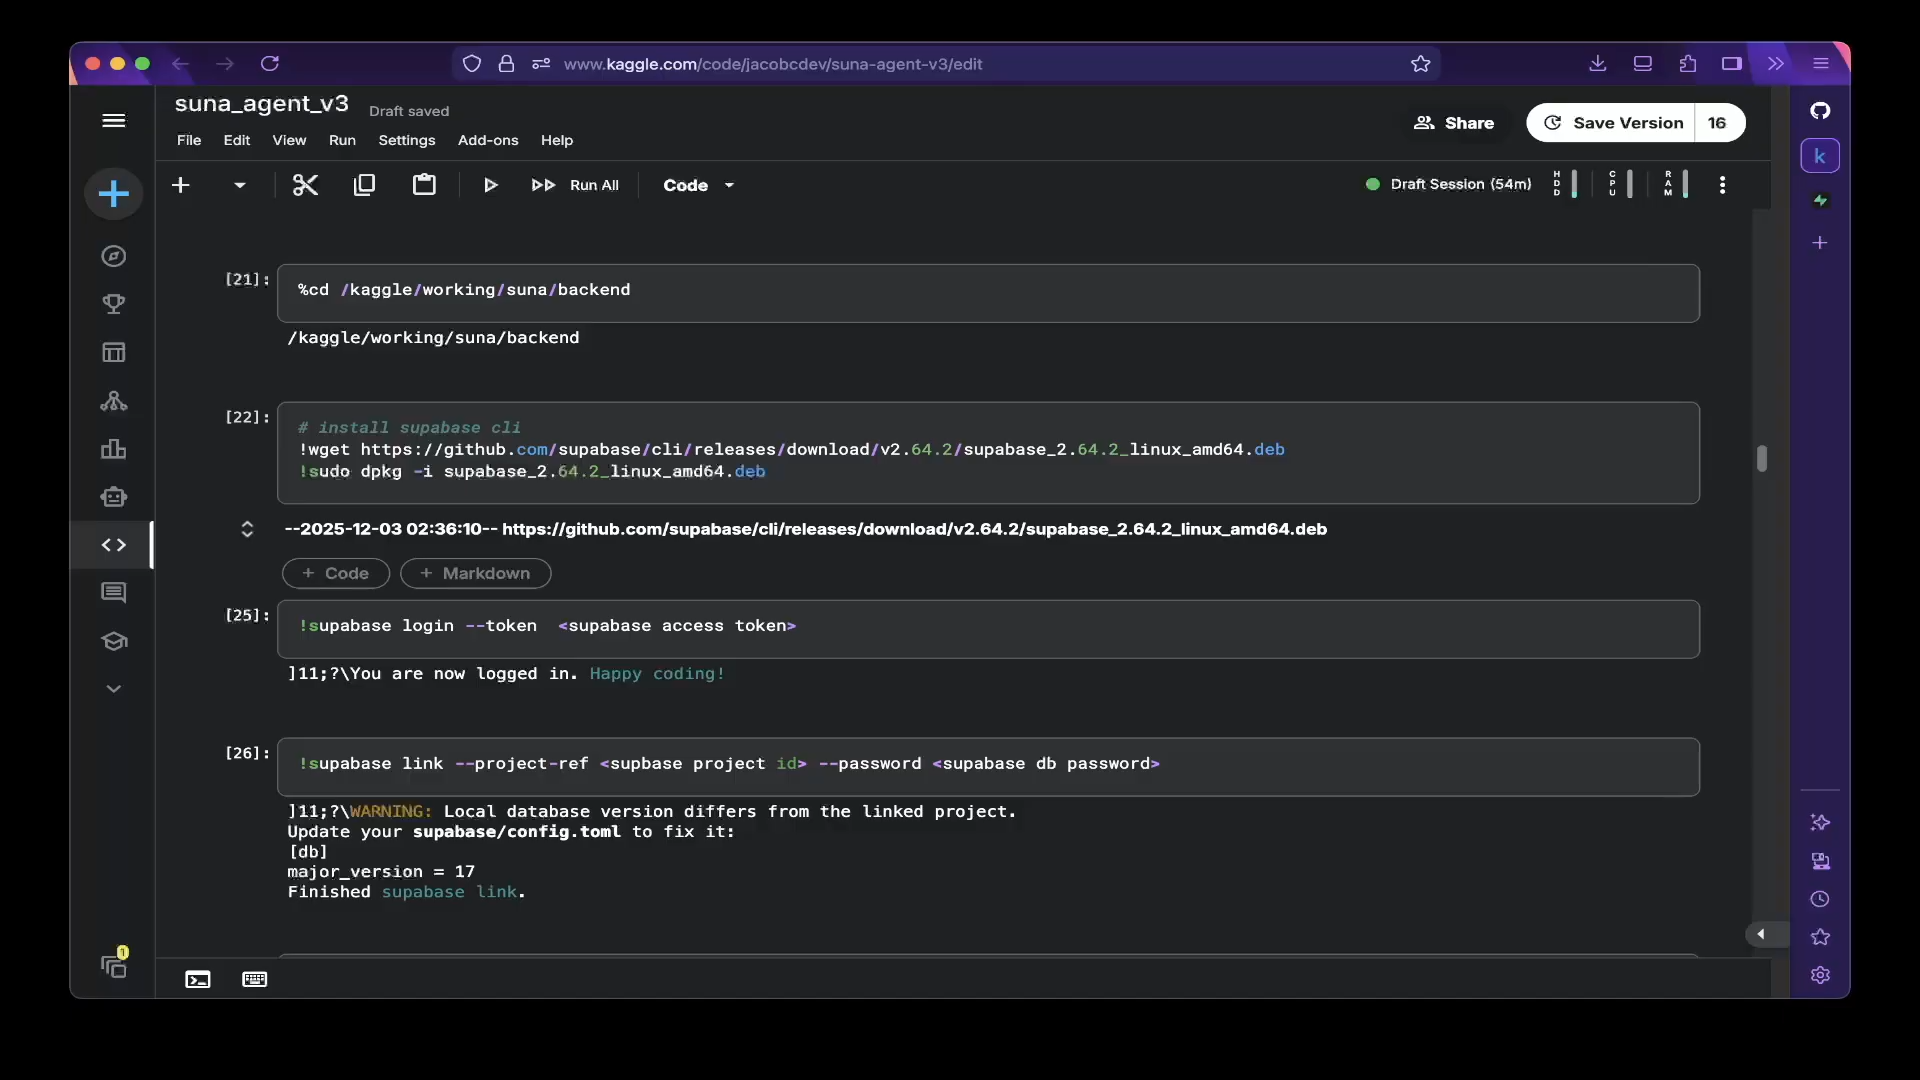 www.kaggle.com/code/jacobcdev/suna-agent-v3/edit
suna_agent_v3 Draft saved
Share
Save Version 16
File Edit View Run Settings Add-ons Help
Run All
Code
Draft Session (54m)
HDD
CPU
RAM
k
[21]:
%cd /kaggle/working/suna/backend
/kaggle/working/suna/backend
[22]:
# install supabase cli
!wget https://github.com/supabase/cli/releases/download/v2.64.2/supabase_2.64.2_linux_amd64.deb
!sudo dpkg -i supabase_2.64.2_linux_amd64.deb
--2025-12-03 02:36:10-- https://github.com/supabase/cli/releases/download/v2.64.2/supabase_2.64.2_linux_amd64.deb
+ Code + Markdown
[25]:
!supabase login --token  <supabase access token>
]11;?\You are now logged in. Happy coding!
[26]:
!supabase link --project-ref <supbase project id> --password <supabase db password>
]11;?\WARNING: Local database version differs from the linked project.
Update your supabase/config.toml to fix it:
[db]
major_version = 17
Finished supabase link.
1